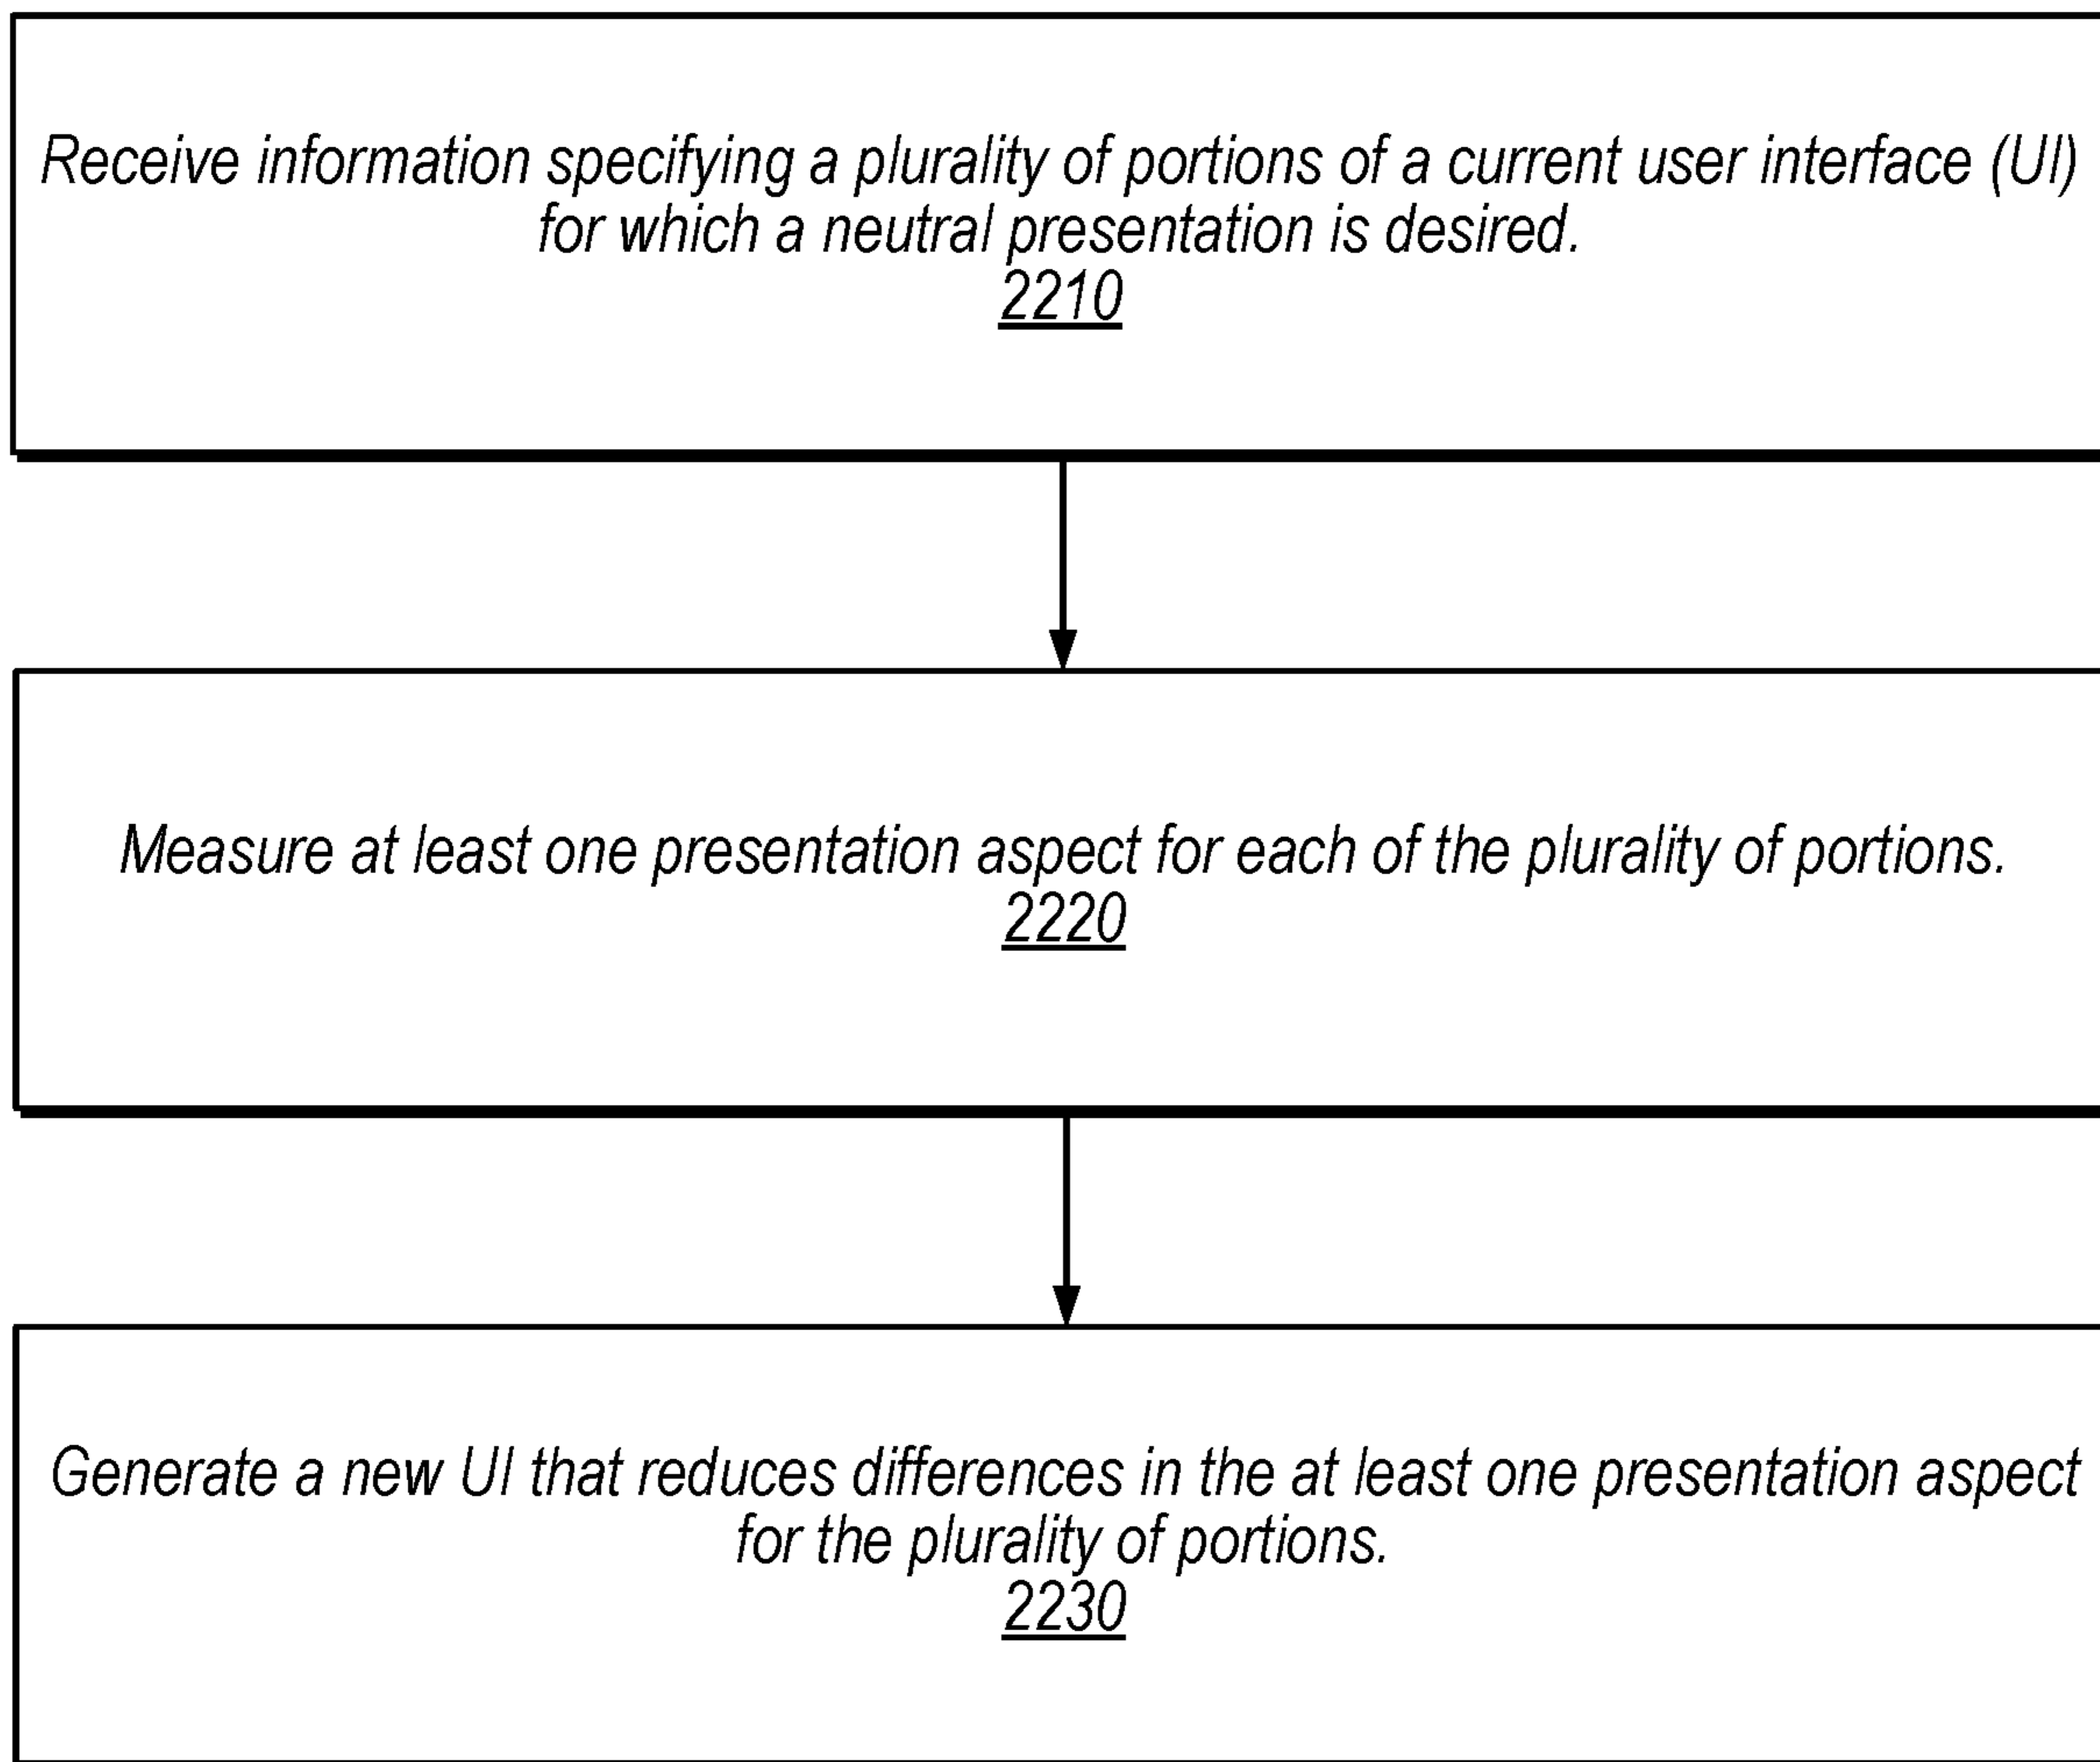 Receive information specifying a plurality of portions of a current user interface (UI)
for which a neutral presentation is desired.
2210
Measure at least one presentation aspect for each of the plurality of portions.
2220
Generate a new UI that reduces differences in the at least one presentation aspect
for the plurality of portions.
2230